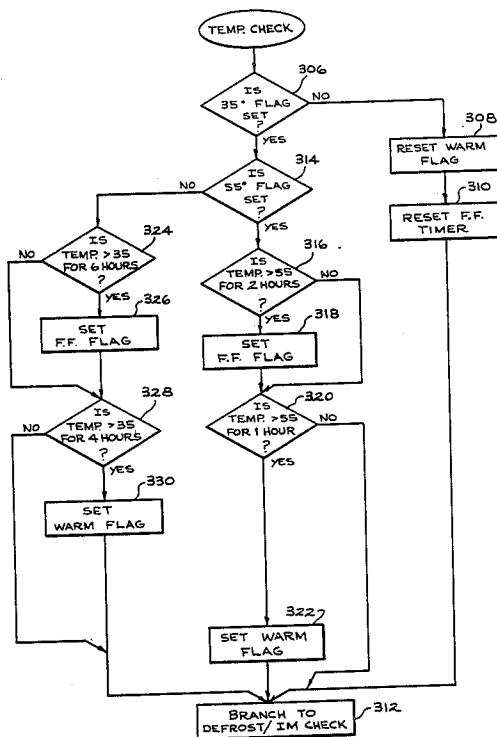 TEMP. CHECK
306
IS
35° FLAG
SET
?
NO
YES
308
RESET WARM
FLAG
310
RESET F.F.
TIMER
314
IS
55° FLAG
SET
?
NO
YES
324
IS
TEMP. >35
FOR 6 HOURS
?
NO
YES
326
SET
F.F. FLAG
316
IS
TEMP. >55
FOR 2 HOURS
?
NO
YES
318
SET
F.F. FLAG
328
IS
TEMP. >35
FOR 4 HOURS
?
NO
YES
330
SET
WARM FLAG
320
IS
TEMP. >55
FOR 1 HOUR
?
NO
YES
322
SET WARM
FLAG
312
BRANCH TO
DEFROST/ IM CHECK